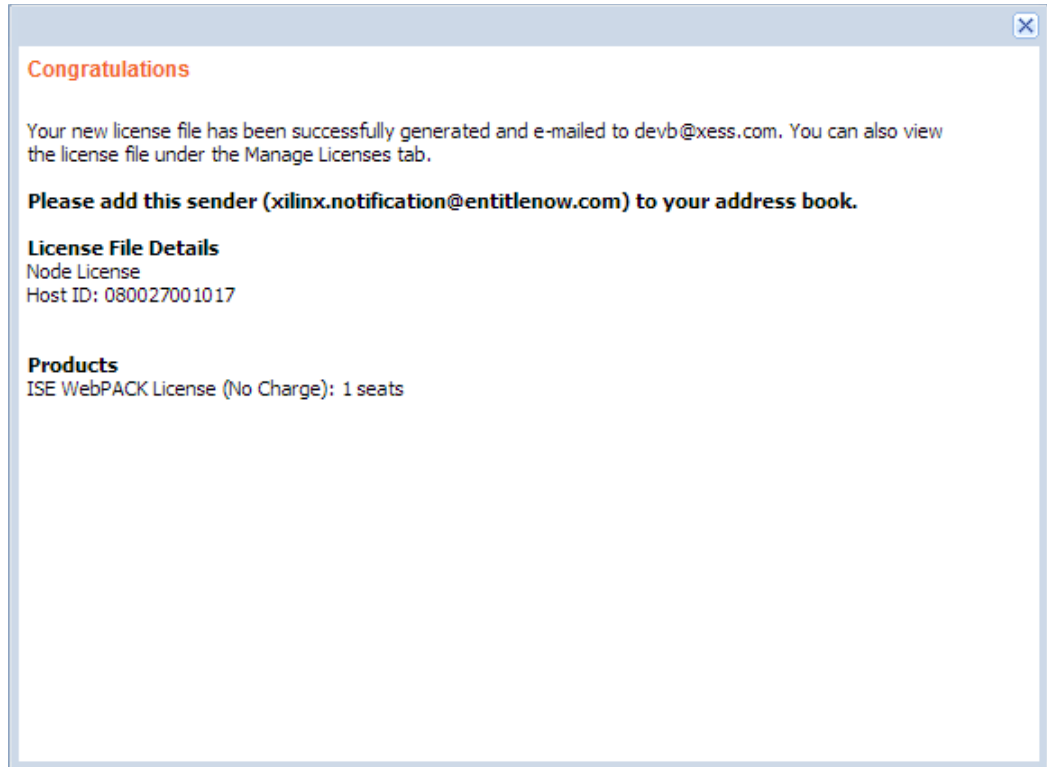 Congratulations
Your new license file has been successfully generated and e-mailed to devb@xess.com. You can also view
the license file under the Manage Licenses tab.
Please add this sender (xilinx.notification@entitlenow.com) to your address book.
License File Details
Node License
Host ID: 080027001017
Products
ISE WebPACK License (No Charge): 1 seats